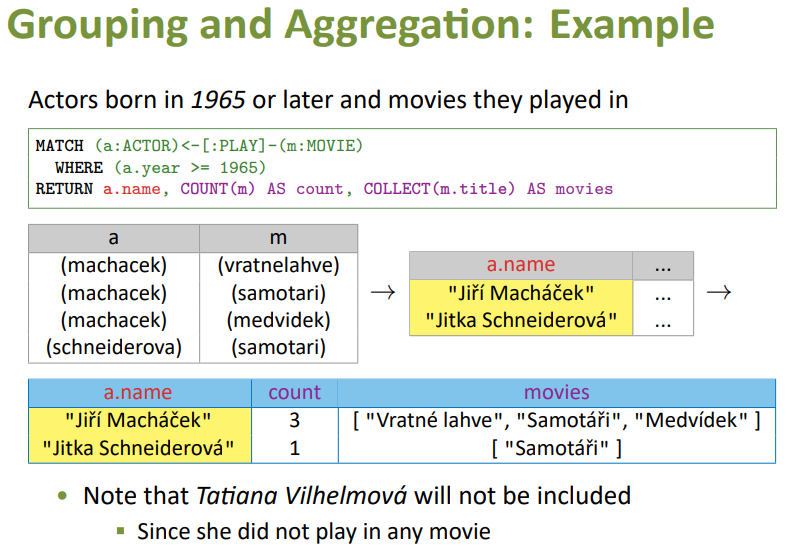 Grouping and Aggregation: Example
Actors born in 1965 or later and movies they played in
MATCH (a:ACTOR)<-[:PLAY]-(m:MOVIE)
WHERE (a.year >= 1965)
RETURN a.name, COUNT(m) AS count, COLLECT(m.title) AS movies
a m
(machacek) (vratnelahve)
(machacek) (samotari)
(machacek) (medvidek)
(schneiderova) (samotari)
→
a.name ...
"Jiří Macháček" ...
"Jitka Schneiderová" ...
→
a.name count movies
"Jiří Macháček" 3 [ "Vratné lahve", "Samotáři", "Medvídek" ]
"Jitka Schneiderová" 1 [ "Samotáři" ]
• Note that Tatiana Vilhelmová will not be included
▪ Since she did not play in any movie